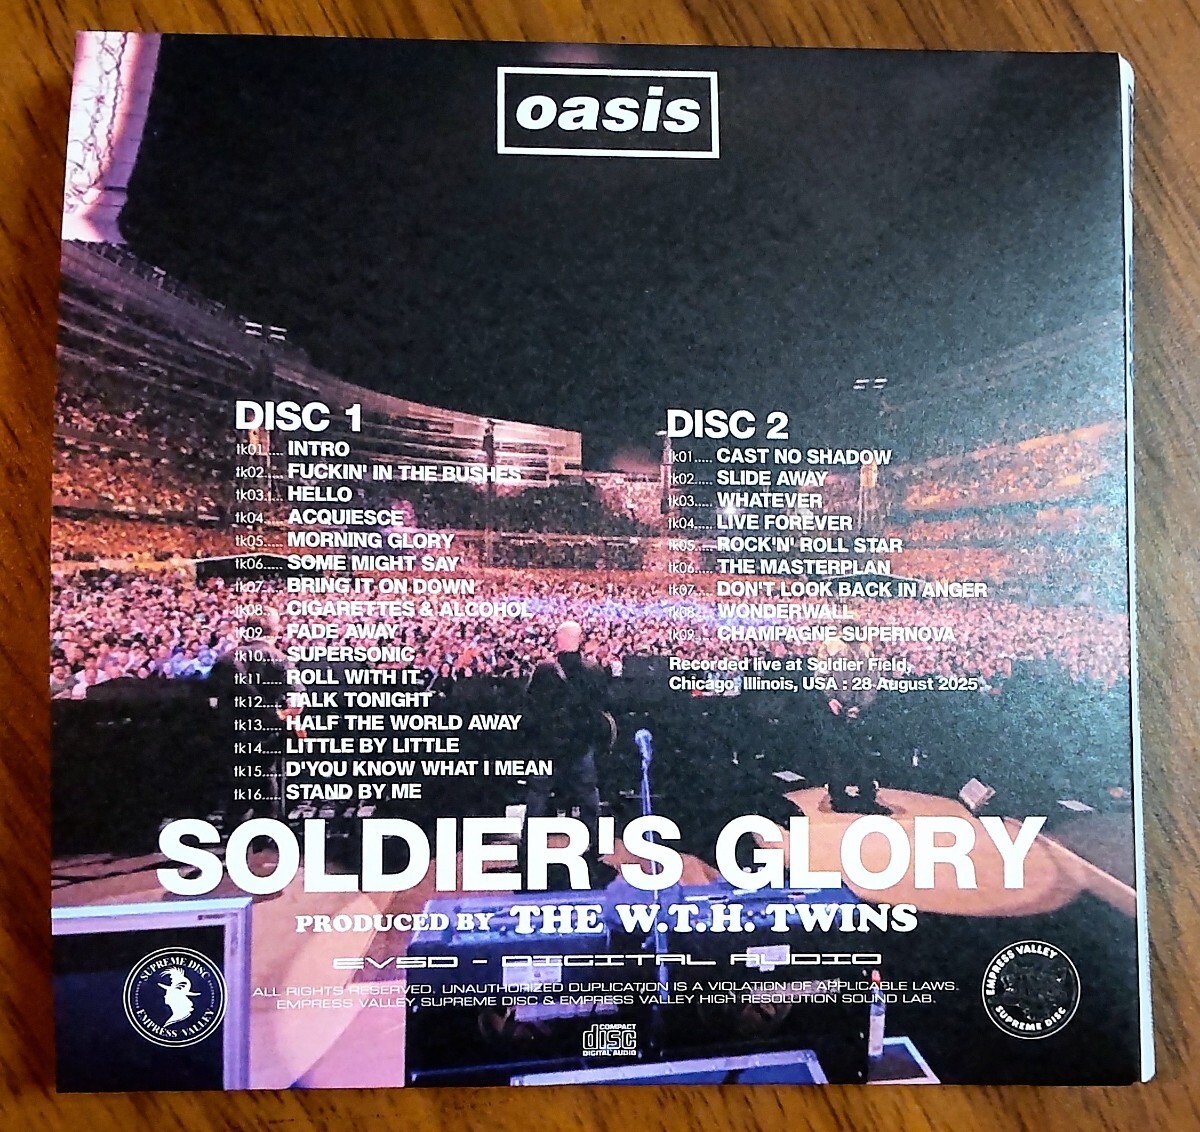 oasis
DISC 1
tk01..... INTRO
tk02..... FUCKIN' IN THE BUSHES
tk03..... HELLO
tk04..... ACQUIESCE
tk05..... MORNING GLORY
tk06..... SOME MIGHT SAY
tk07..... BRING IT ON DOWN
tk08..... CIGARETTES & ALCOHOL
tk09..... FADE AWAY
tk10..... SUPERSONIC
tk11..... ROLL WITH IT
tk12..... TALK TONIGHT
tk13..... HALF THE WORLD AWAY
tk14..... LITTLE BY LITTLE
tk15..... D'YOU KNOW WHAT I MEAN
tk16..... STAND BY ME
DISC 2
tk01..... CAST NO SHADOW
tk02..... SLIDE AWAY
tk03..... WHATEVER
tk04..... LIVE FOREVER
tk05..... ROCK'N' ROLL STAR
tk06..... THE MASTERPLAN
tk07..... DON'T LOOK BACK IN ANGER
tk08..... WONDERWALL
tk09..... CHAMPAGNE SUPERNOVA
Recorded live at Soldier Field,
Chicago, Illinois, USA : 28 August 2025
SOLDIER'S GLORY
PRODUCED BY THE W.T.H. TWINS
EVSD - DIGITAL AUDIO
ALL RIGHTS RESERVED. UNAUTHORIZED DUPLICATION IS A VIOLATION OF APPLICABLE LAWS.
EMPRESS VALLEY SUPREME DISC & EMPRESS VALLEY HIGH RESOLUTION SOUND LAB.
SUPREME DISC
EMPRESS VALLEY
COMPACT
disc
DIGITAL AUDIO
EMPRESS VALLEY
SUPREME DISC